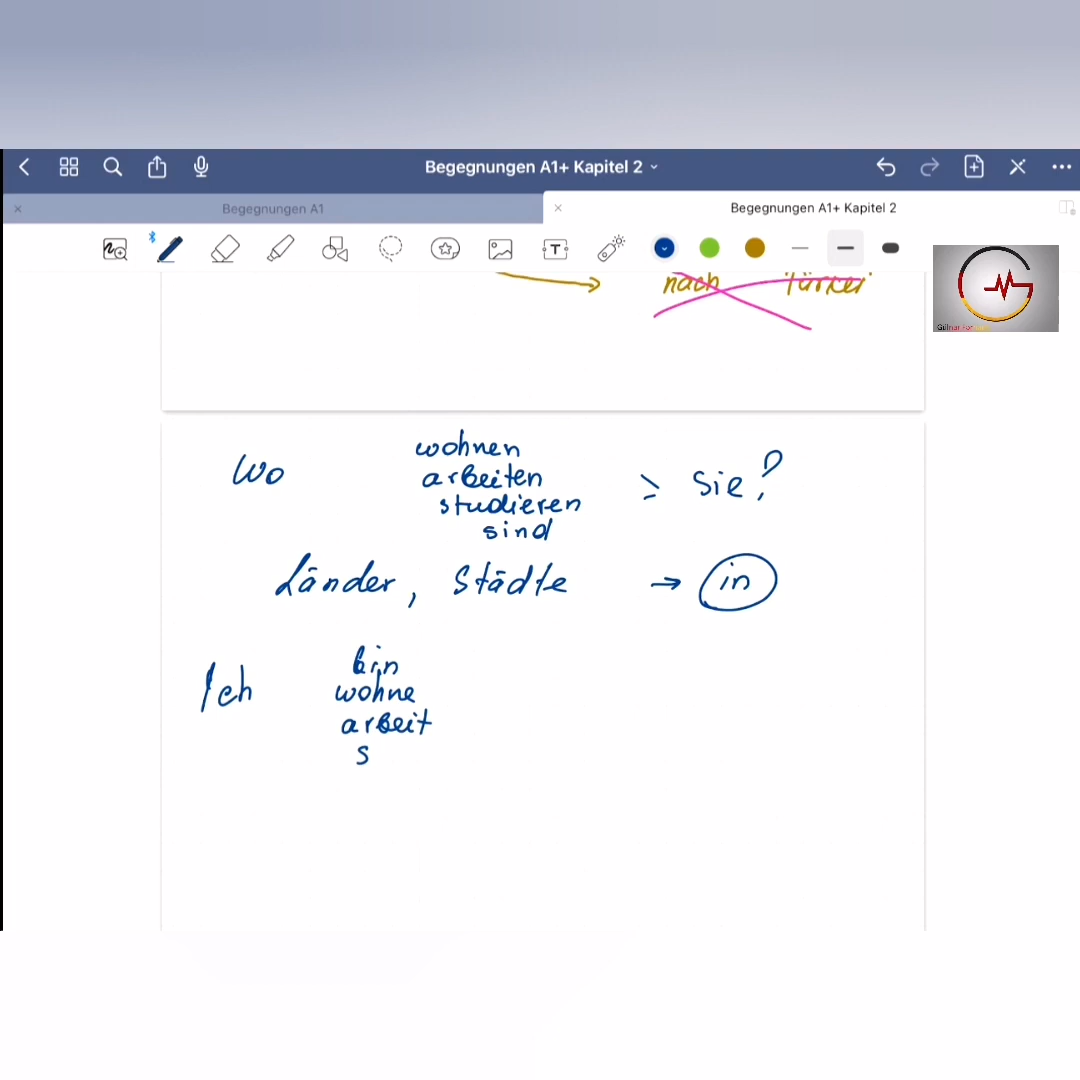 Begegnungen A1+ Kapitel 2
Begegnungen A1
Begegnungen A1+ Kapitel 2
T
nach Türkei
Wo wohnen
arbeiten
studieren
sind
Sie?
Länder, Städte → in
Ich bin
wohne
arbeit
s